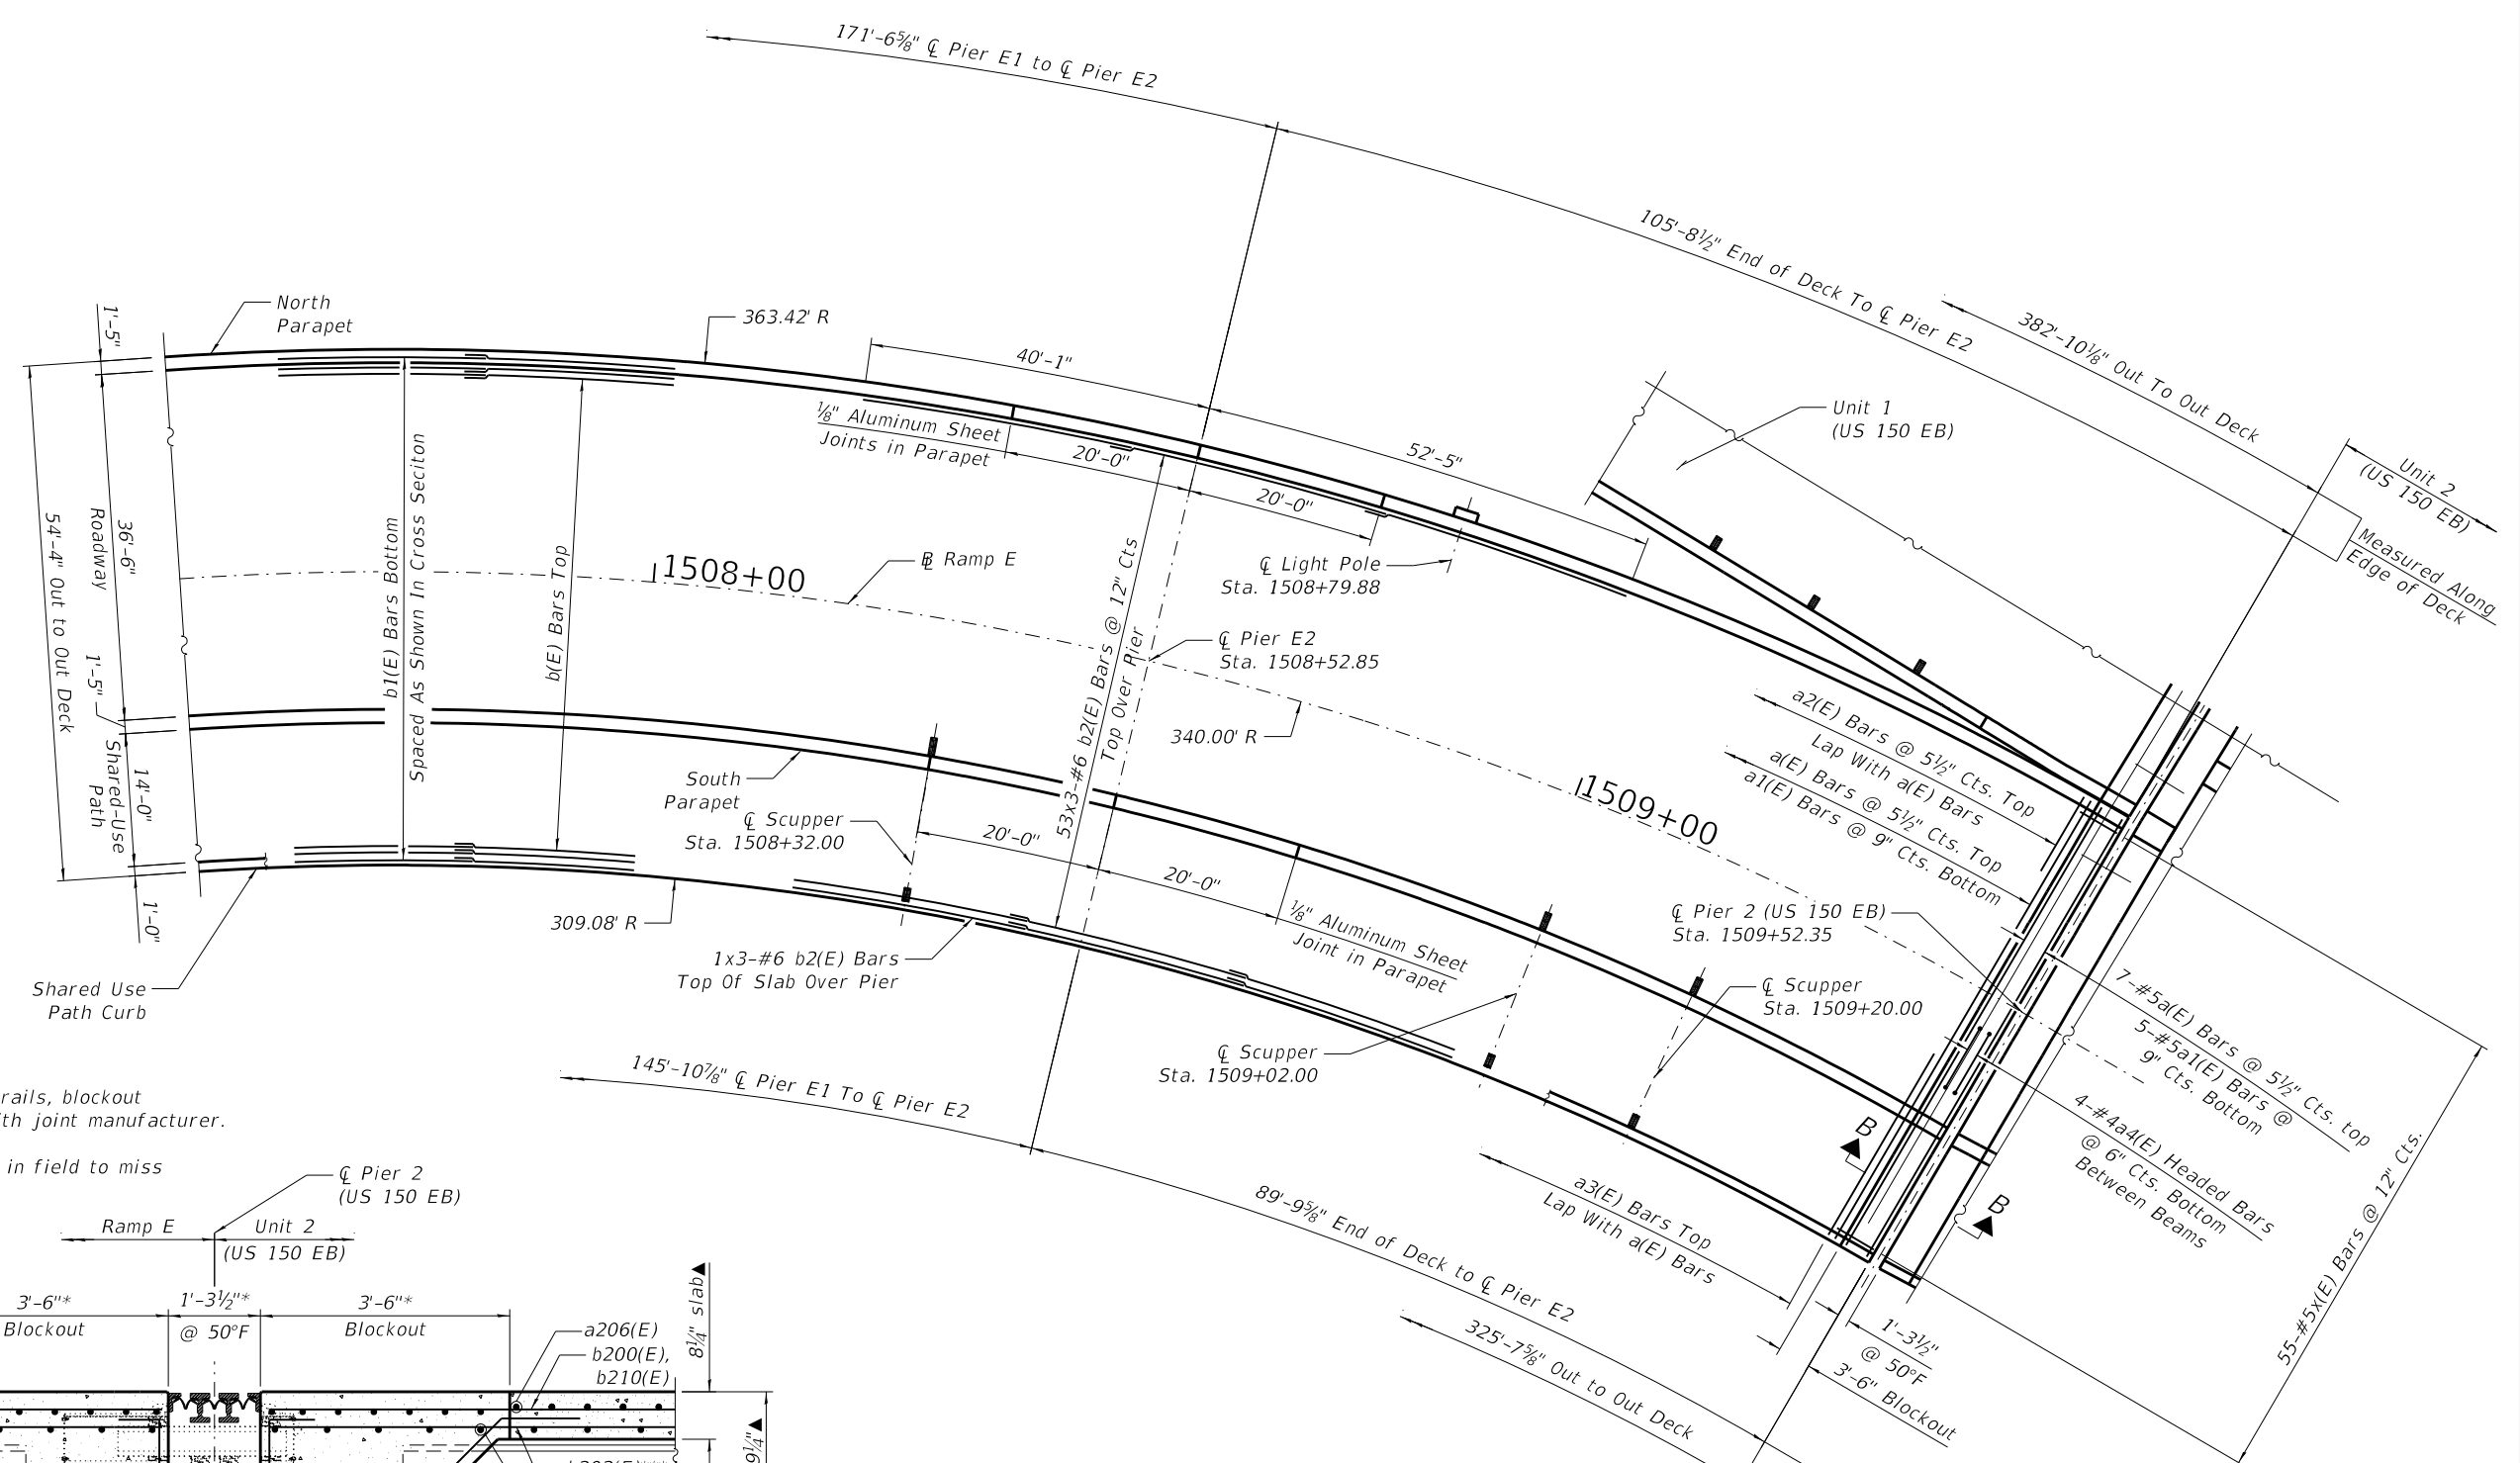 171'-6⅝" ℄ Pier E1 to ℄ Pier E2
105'-8½" End of Deck To ℄ Pier E2
382'-10⅛" Out To Out Deck
Unit 2
(US 150 EB)
Measured Along
Edge of Deck
Unit 1
(US 150 EB)
North
Parapet
363.42' R
40'-1"
52'-5"
1'-5"
⅛" Aluminum Sheet
Joints in Parapet
20'-0"
20'-0"
℄ Light Pole
Sta. 1508+79.88
54'-4" Out to Out Deck
36'-6"
Roadway
1'-5"
14'-0"
Shared-Use
Path
1'-0"
b1(E) Bars Bottom
Spaced As Shown In Cross Seciton
b(E) Bars Top
1508+00
BL Ramp E
53x3-#6 b2(E) Bars @ 12" Cts
Top Over Pier
℄ Pier E2
Sta. 1508+52.85
340.00' R
1509+00
a2(E) Bars @ 5½" Cts. Top
Lap With a(E) Bars
a(E) Bars @ 5½" Cts. Top
a1(E) Bars @ 9" Cts. Bottom
South
Parapet
℄ Scupper
Sta. 1508+32.00
20'-0"
20'-0"
⅛" Aluminum Sheet
Joint in Parapet
℄ Pier 2 (US 150 EB)
Sta. 1509+52.35
309.08' R
1x3-#6 b2(E) Bars
Top Of Slab Over Pier
℄ Scupper
Sta. 1509+20.00
Shared Use
Path Curb
℄ Scupper
Sta. 1509+02.00
7-#5a(E) Bars @ 5½" Cts. top
5-#5a1(E) Bars @
9" Cts. Bottom
4-#4a4(E) Headed Bars
@ 6" Cts. Bottom
Between Beams
55-#5x(E) Bars @ 12" Cts.
145'-10⅞" ℄ Pier E1 To ℄ Pier E2
89'-9⅝" End of Deck to ℄ Pier E2
325'-7⅝" Out to Out Deck
a3(E) Bars Top
Lap With a(E) Bars
B
B
1'-3½"
@ 50°F
3'-6" Blockout
rails, blockout
ith joint manufacturer.
in field to miss
℄ Pier 2
(US 150 EB)
Ramp E
Unit 2
(US 150 EB)
3'-6"*
Blockout
1'-3½"*
@ 50°F
3'-6"*
Blockout
a206(E)
b200(E),
b210(E)
8¼" slab▲
9¼"▲